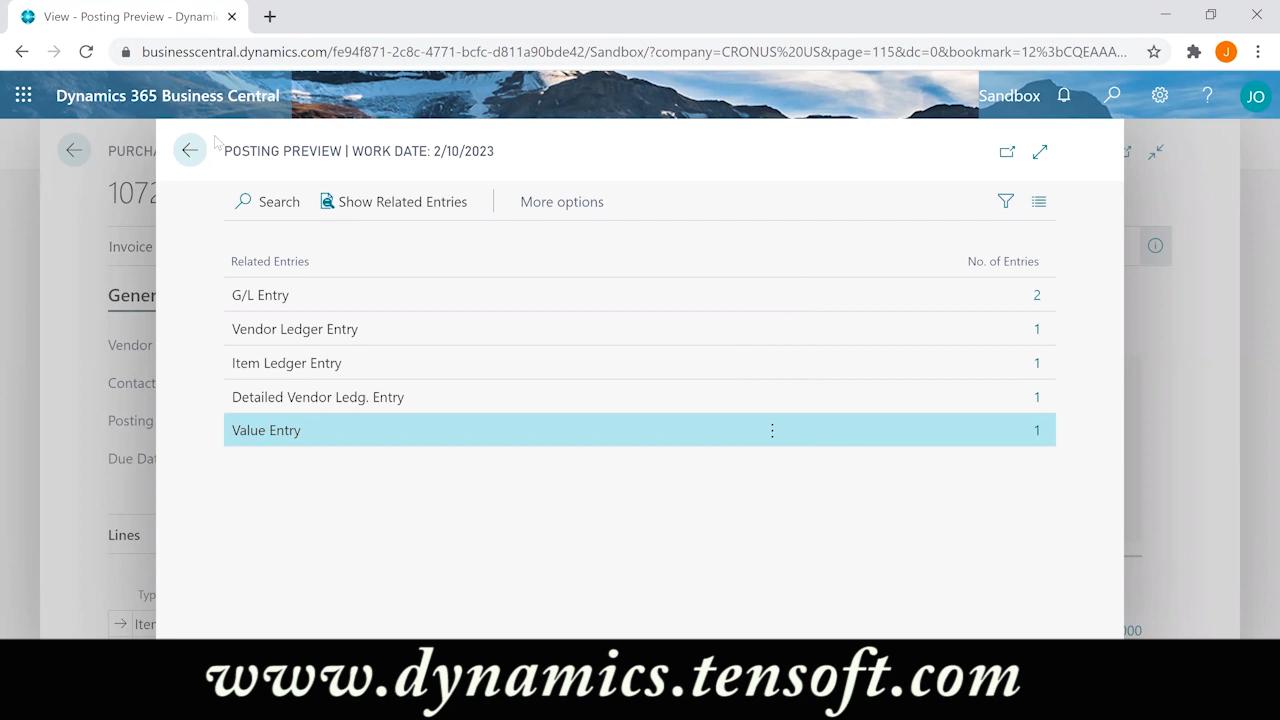 View - Posting Preview - Dynami
businesscentral.dynamics.com/fe94f871-2c8c-4771-bcfc-d811a90bde42/Sandbox/?company=CRONUS%20US&page=115&dc=0&bookmark=12%3bCQEAAA...
J
Dynamics 365 Business Central
Sandbox
JO
PURCHA
POSTING PREVIEW | WORK DATE: 2/10/2023
1072
Search
Show Related Entries
More options
Invoice
Related Entries
No. of Entries
Gener
G/L Entry 2
Vendor Ledger Entry 1
Vendor
Item Ledger Entry 1
Contact
Detailed Vendor Ledg. Entry 1
Posting
Value Entry 1
Due Dat
Lines
Typ
Iter
000
www.dynamics.tensoft.com